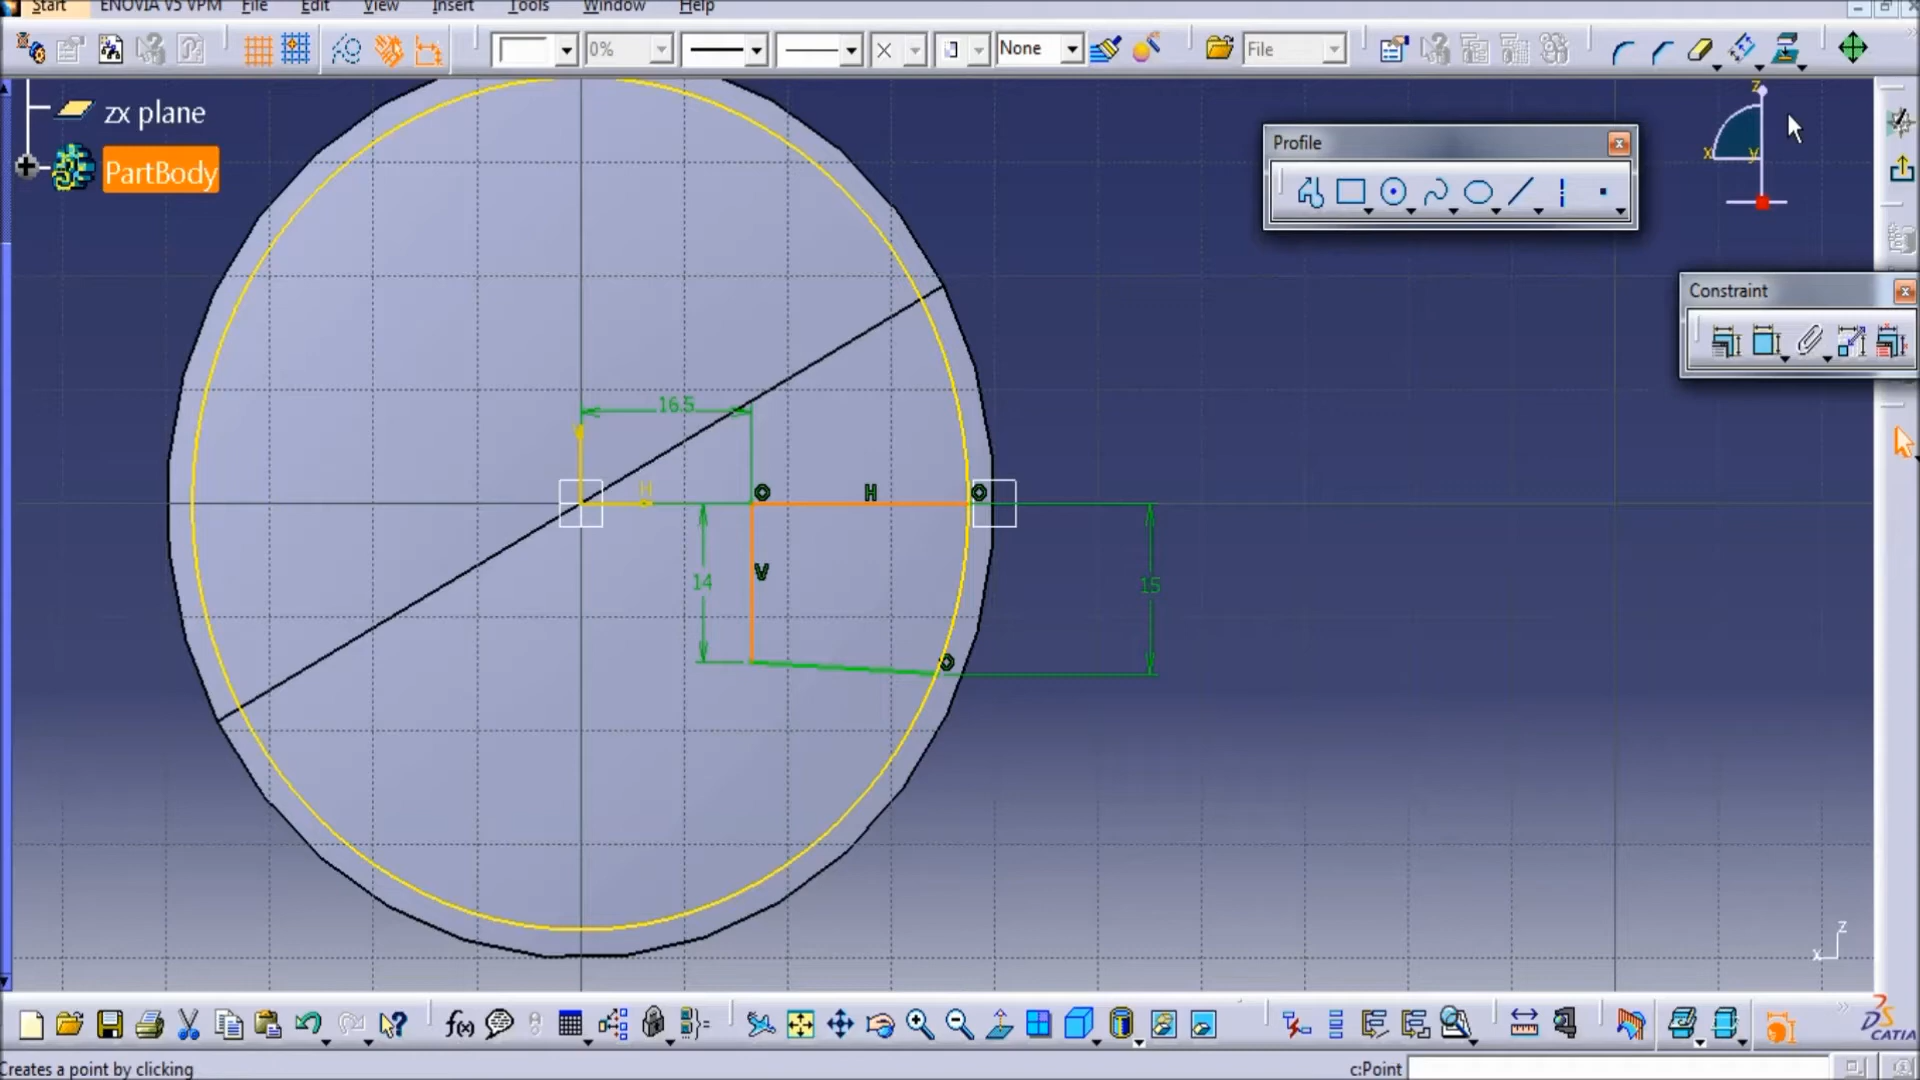 Start ENOVIA V5 VPM File Edit View Insert Tools Window Help
0% None File
zx plane
PartBody
Profile
z
x y
Constraint
16.5
H
H
V
14
15
z
x
f(x)
CATIA
Creates a point by clicking
c:Point